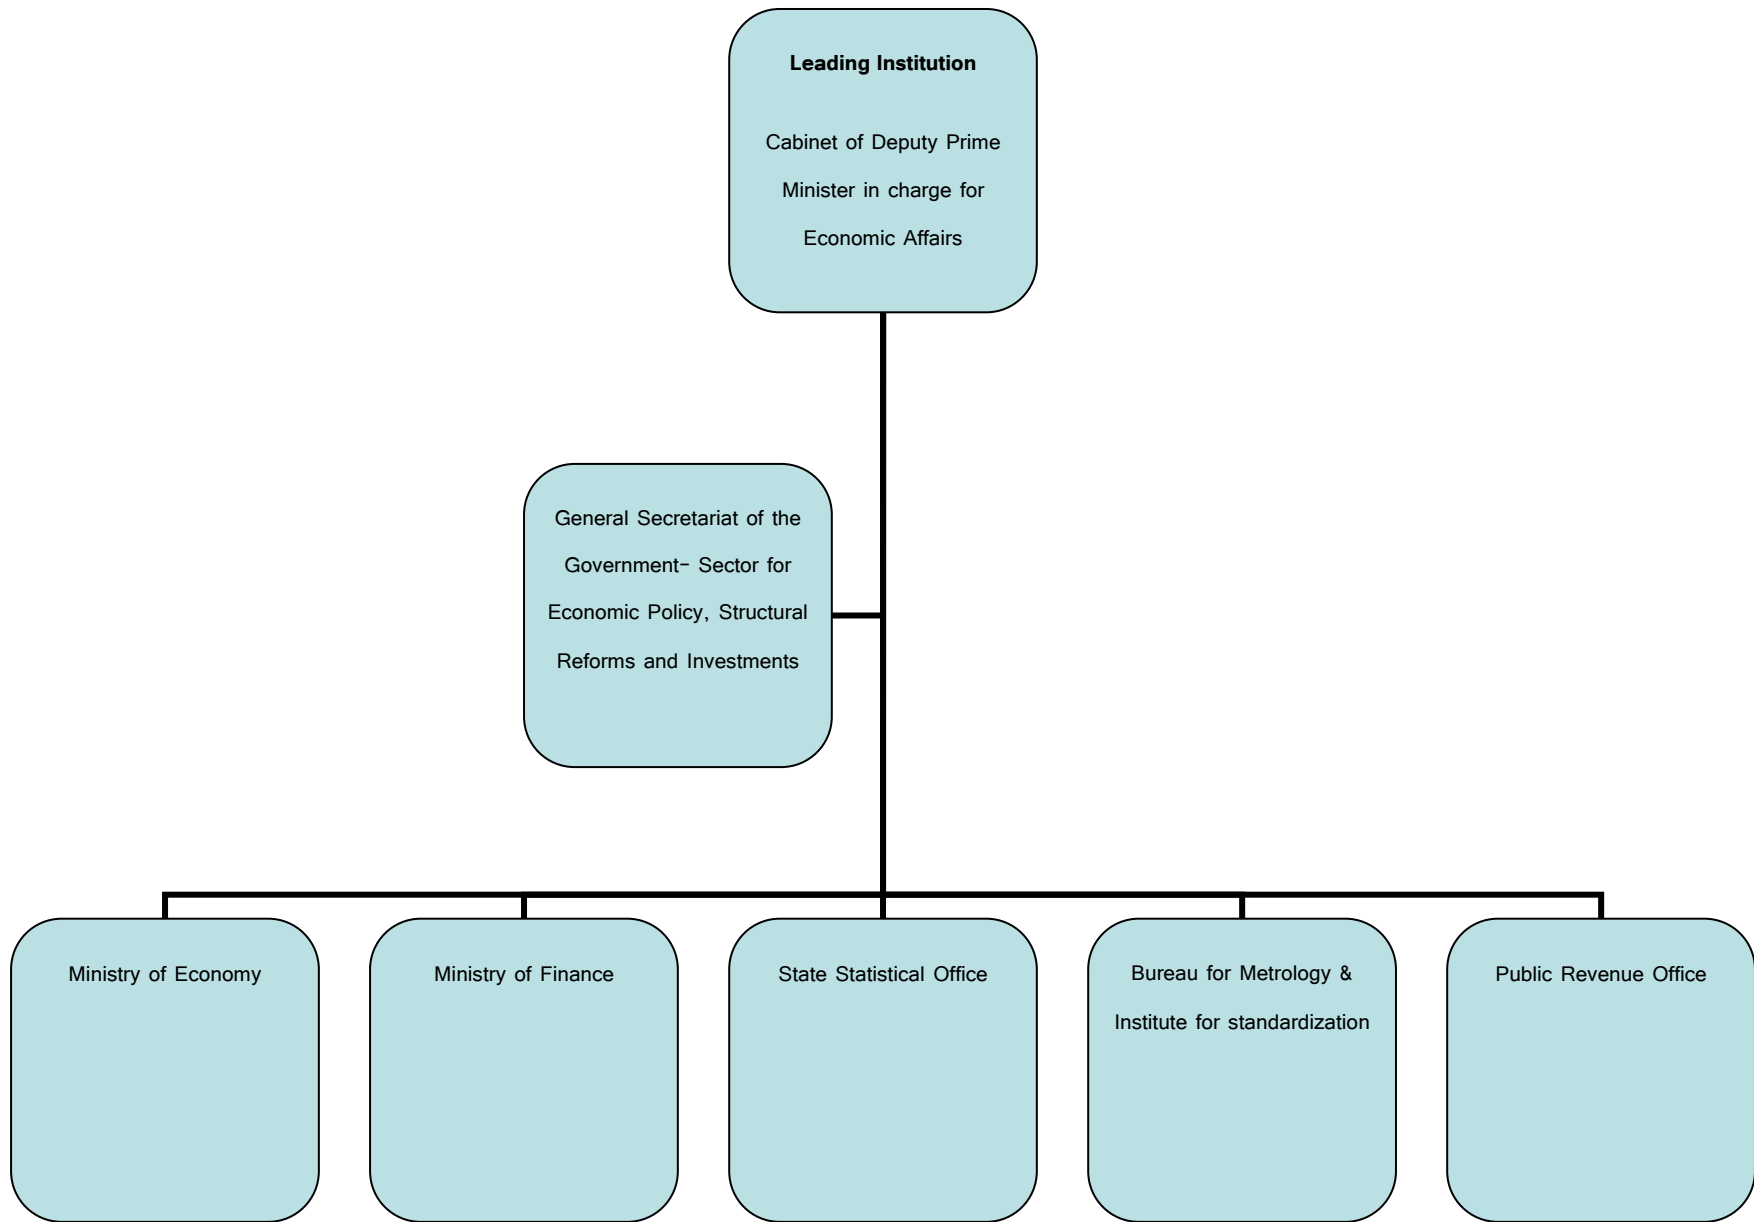 Leading Institution
Cabinet of Deputy Prime
Minister in charge for
Economic Affairs
General Secretariat of the
Government- Sector for
Economic Policy, Structural
Reforms and Investments
Ministry of Economy
Ministry of Finance
State Statistical Office
Bureau for Metrology &
Institute for standardization
Public Revenue Office